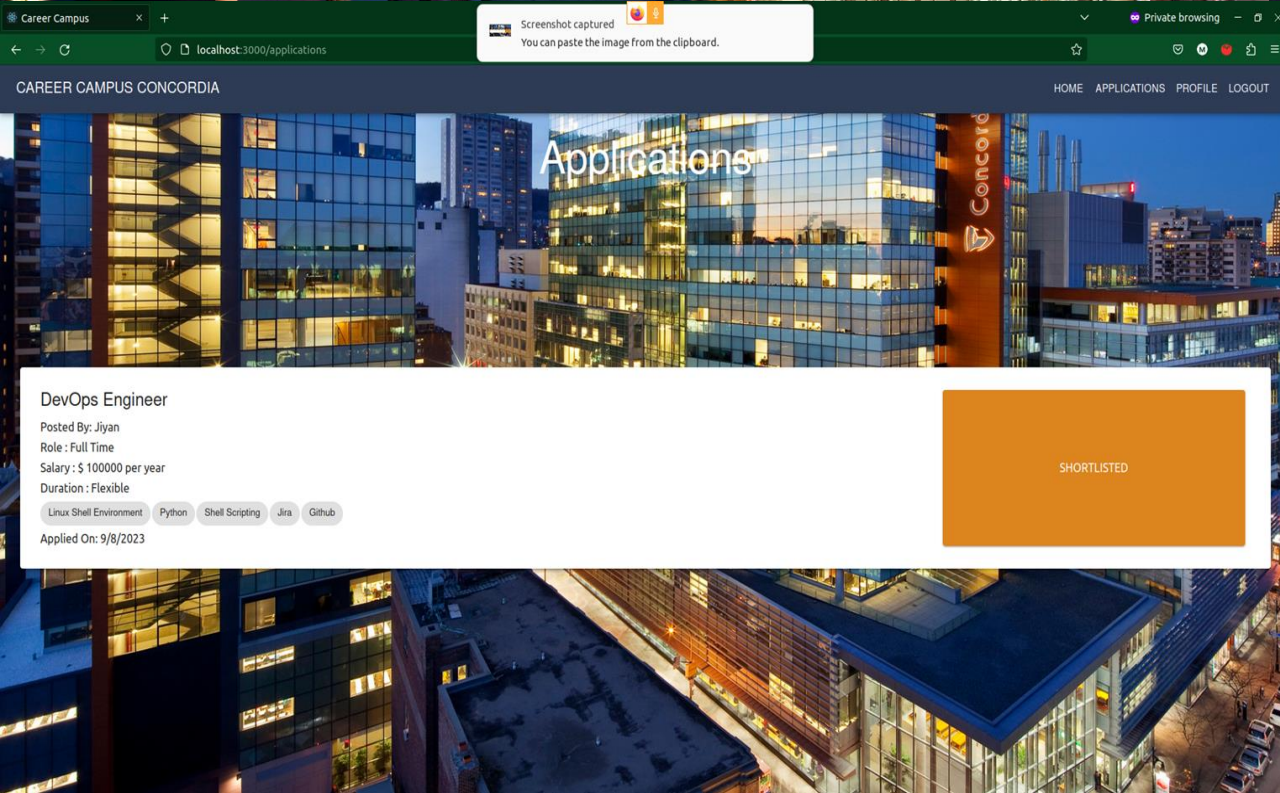 Career Campus
Screenshot captured
You can paste the image from the clipboard.
Private browsing
localhost:3000/applications
CAREER CAMPUS CONCORDIA
HOME APPLICATIONS PROFILE LOGOUT
Applications
Concord
DevOps Engineer
Posted By: Jiyan
Role : Full Time
Salary : $ 100000 per year
Duration : Flexible
SHORTLISTED
Linux Shell Environment Python Shell Scripting Jira Github
Applied On: 9/8/2023